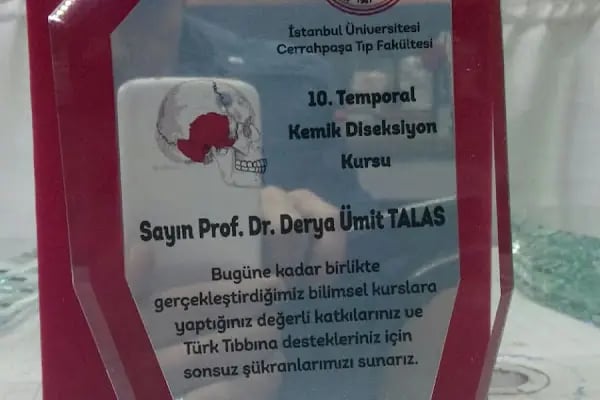 İstanbul Üniversitesi
Cerrahpaşa Tıp Fakültesi
10. Temporal
Kemik Diseksiyon
Kursu
Sayın Prof. Dr. Derya Ümit TALAS
Bugüne kadar birlikte
gerçekleştirdiğimiz bilimsel kurslara
yaptığınız değerli katkılarınız ve
Türk Tıbbına destekleriniz için
sonsuz şükranlarımızı sunarız.